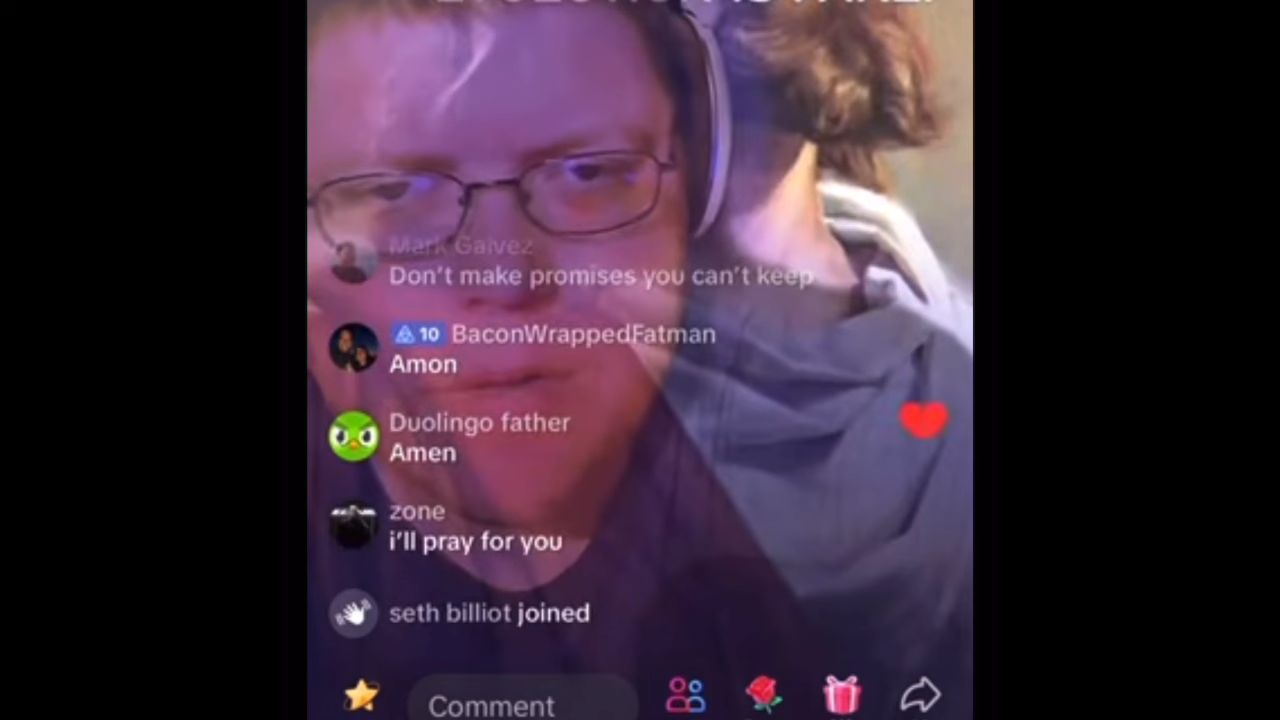 Mark Galvez
Don't make promises you can't keep
10 BaconWrappedFatman
Amon
Duolingo father
Amen
zone
i'll pray for you
seth billiot joined
Comment